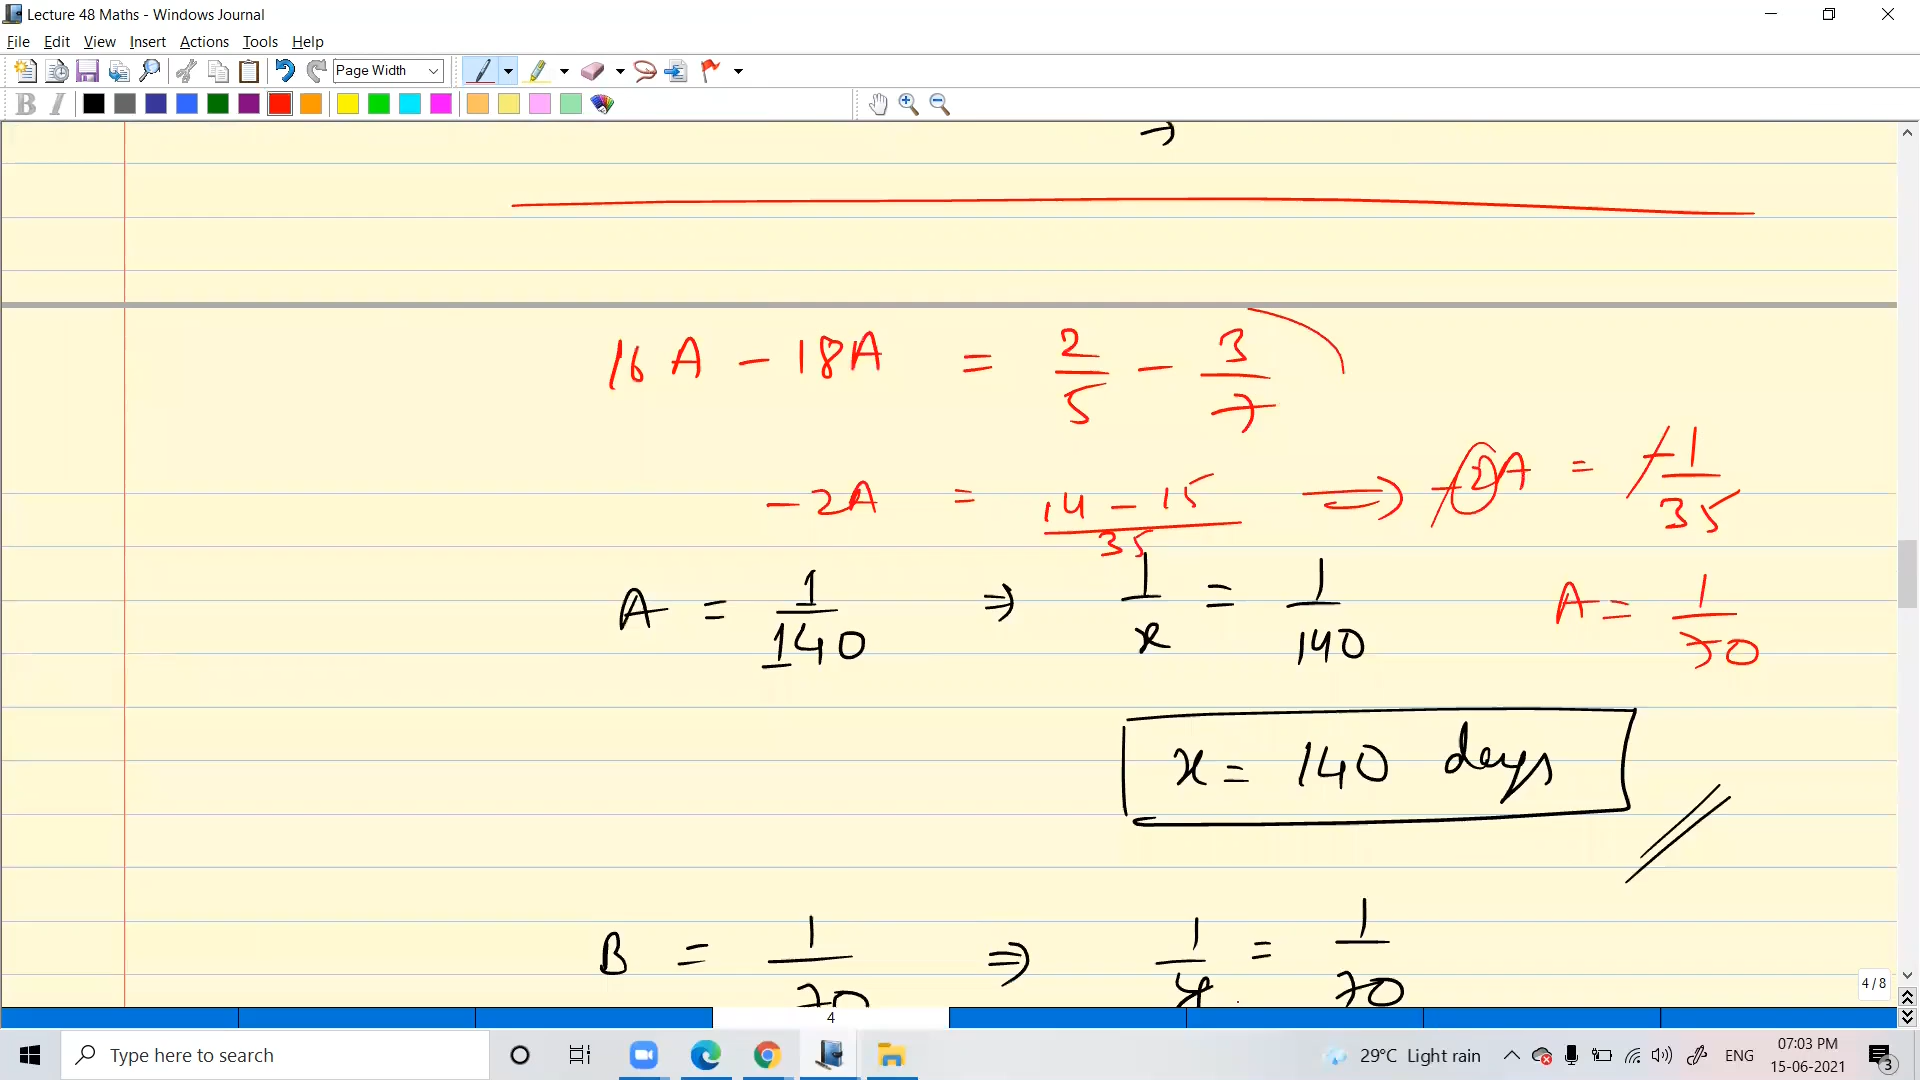 Lecture 48 Maths - Windows Journal
File Edit View Insert Actions Tools Help
Page Width
B I
→
16 A - 18A = 2/5 - 3/7
- 2A = 14 - 15/35 ⇒ -2A = -1/35
A = 1/140 ⇒ 1/x = 1/140 A = 1/70
x = 140 days
B = 1/70 ⇒ 1/y = 1/70
4 / 8
4
Type here to search
29°C Light rain
ENG
07:03 PM
15-06-2021
3